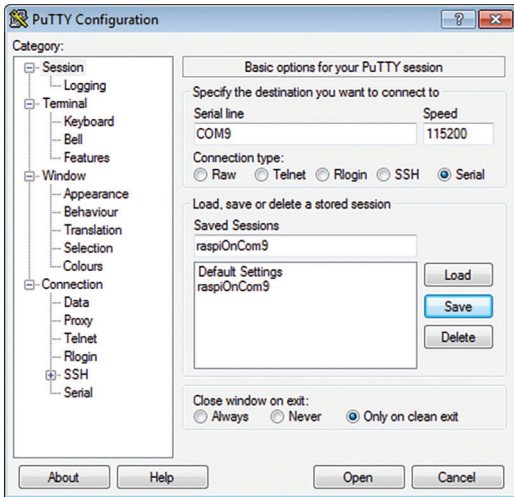 PuTTY Configuration
Category:
Session
Logging
Terminal
Keyboard
Bell
Features
Window
Appearance
Behaviour
Translation
Selection
Colours
Connection
Data
Proxy
Telnet
Rlogin
SSH
Serial
Basic options for your PuTTY session
Specify the destination you want to connect to
Serial line Speed
COM9 115200
Connection type:
Raw Telnet Rlogin SSH Serial
Load, save or delete a stored session
Saved Sessions
raspiOnCom9
Default Settings
raspiOnCom9
Load
Save
Delete
Close window on exit:
Always Never Only on clean exit
About Help Open Cancel